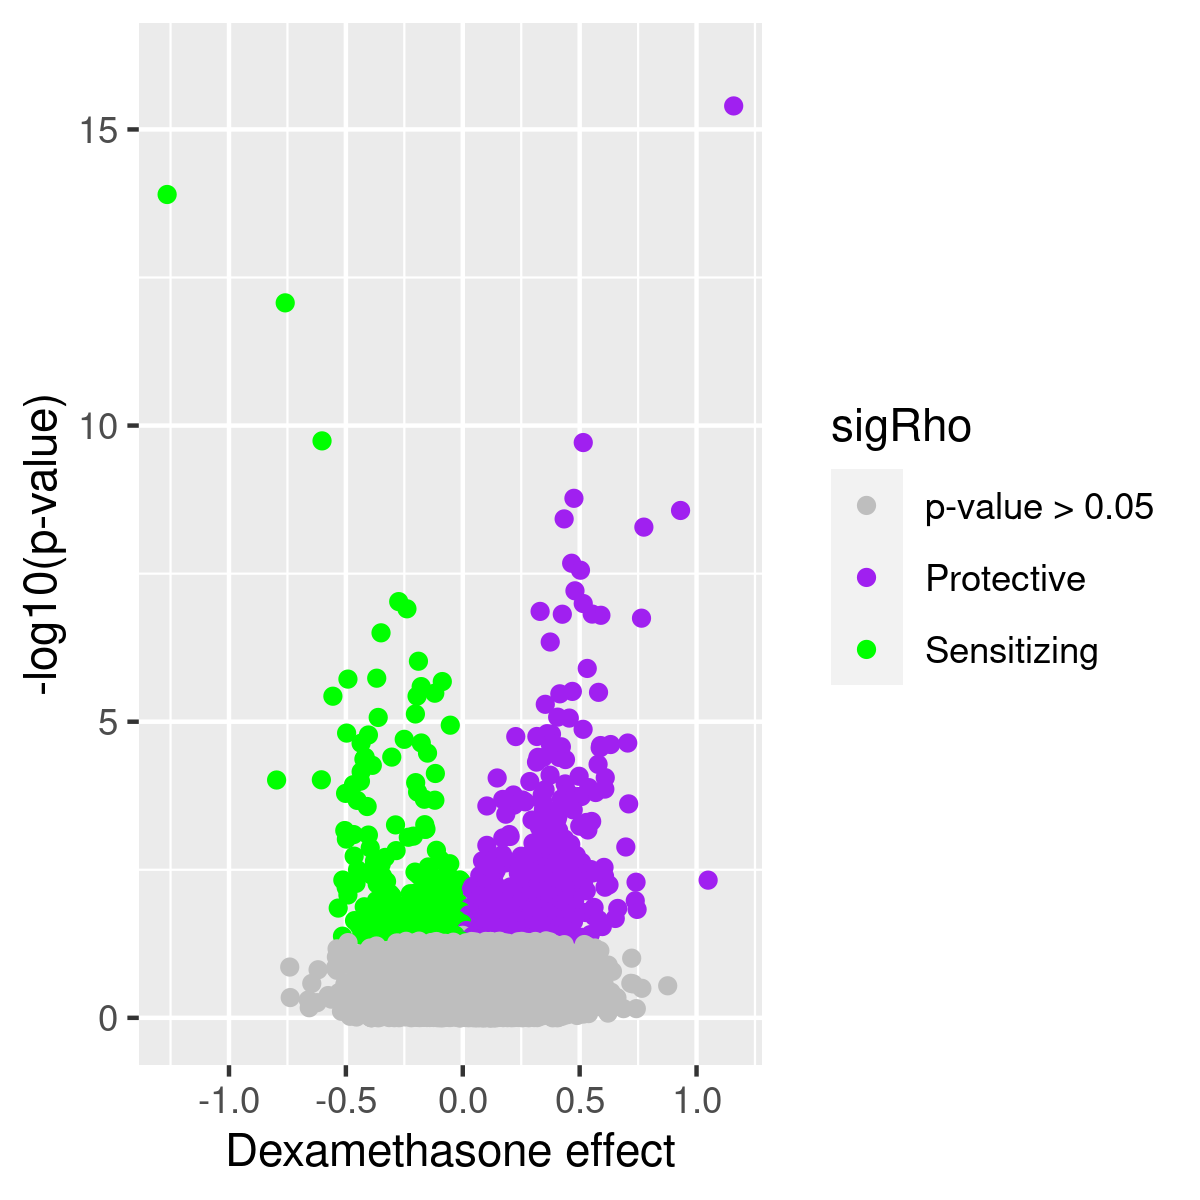 -log10(p-value)
15
10
5
0
-1.0 -0.5 0.0 0.5 1.0
Dexamethasone effect
sigRho
p-value > 0.05
Protective
Sensitizing